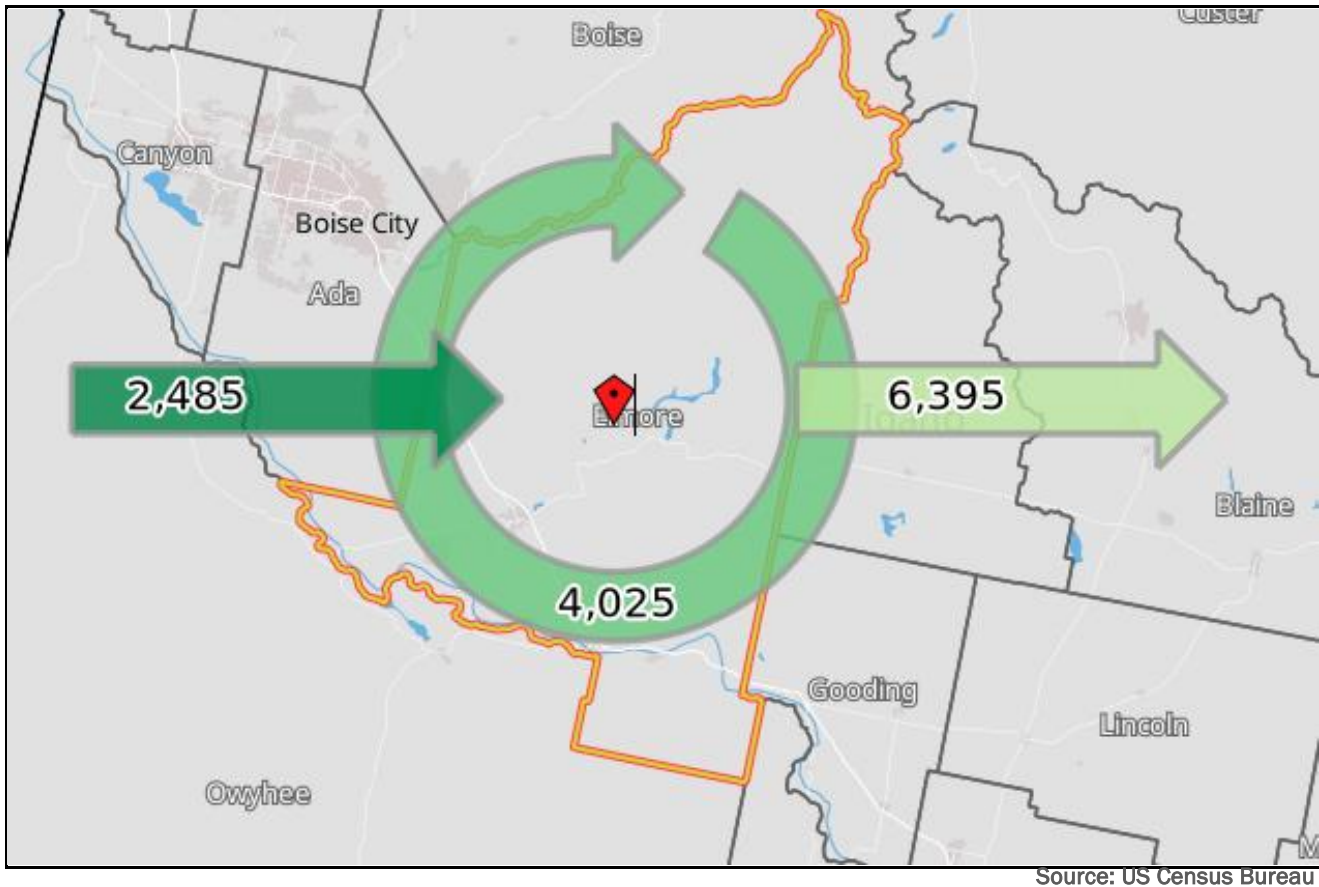 Custer
Boise
Canyon
Boise City
Ada
2,485
6,395
Idaho
Elmore
Blaine
4,025
Gooding
Lincoln
Owyhee
M
Source: US Census Bureau